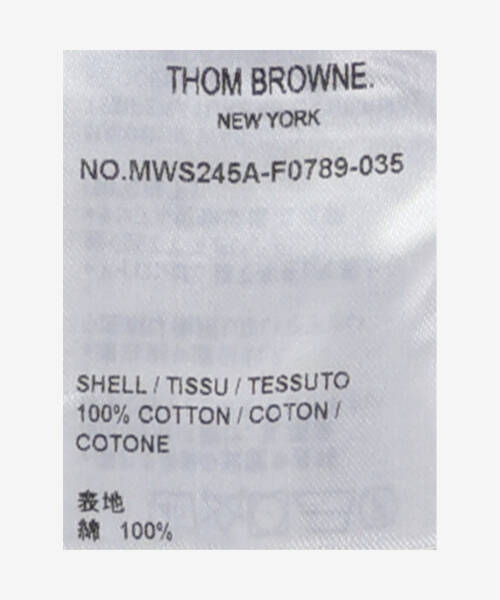 THOM BROWNE.
NEW YORK
NO.MWS245A-F0789-035
SHELL / TISSU / TESSUTO
100% COTTON / COTON /
COTONE
表地
綿 100%